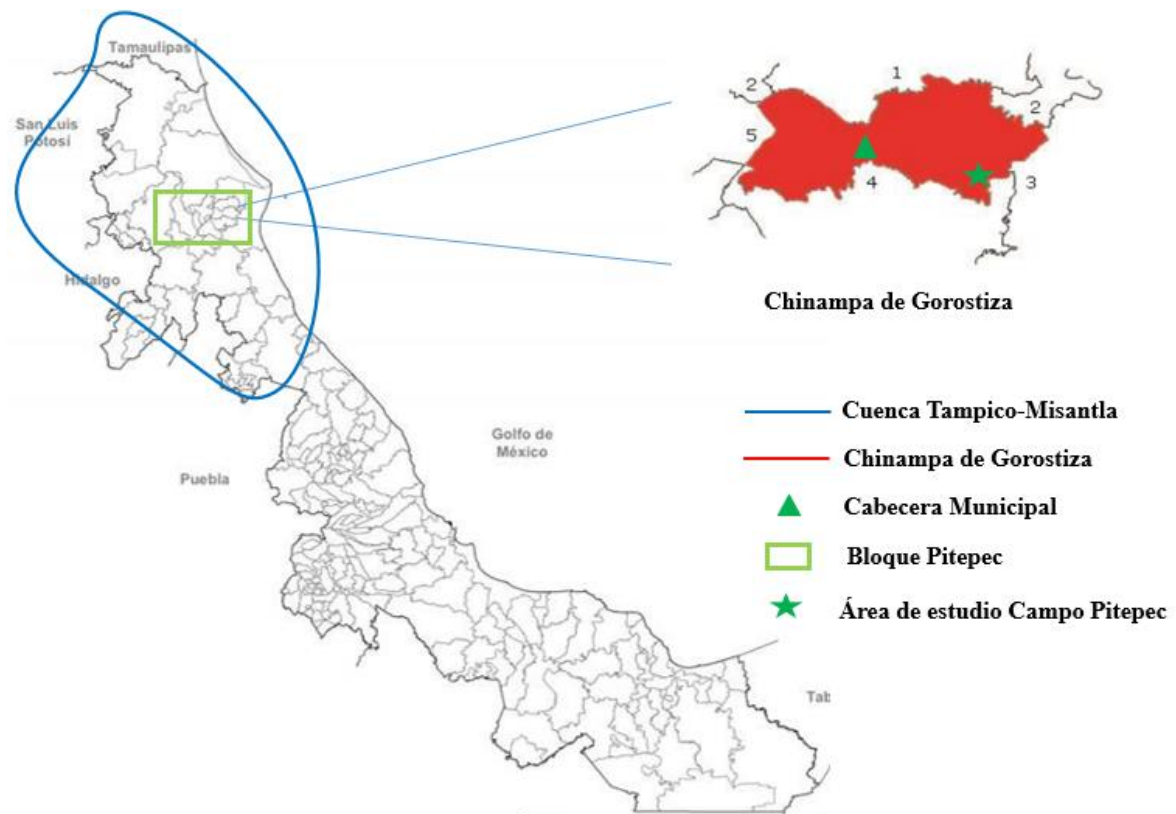 Tamaulipas
San Luis
Potosí
Hidalgo
Puebla
Golfo de
México
Tab
1
2
2
5
4
3
Chinampa de Gorostiza
Cuenca Tampico-Misantla
Chinampa de Gorostiza
Cabecera Municipal
Bloque Pitepec
Área de estudio Campo Pitepec